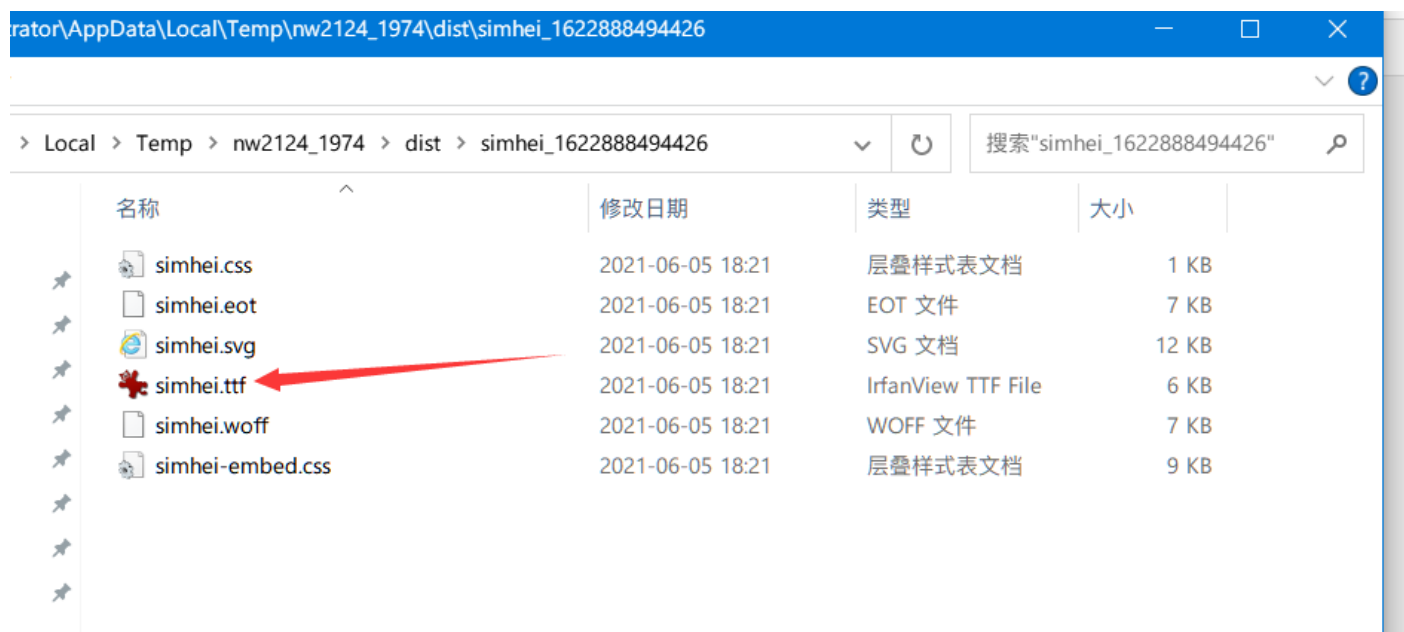 rator\AppData\Local\Temp\nw2124_1974\dist\simhei_1622888494426
?
> Local > Temp > nw2124_1974 > dist > simhei_1622888494426
搜索"simhei_1622888494426"
名称 修改日期 类型 大小
simhei.css 2021-06-05 18:21 层叠样式表文档 1 KB
simhei.eot 2021-06-05 18:21 EOT 文件 7 KB
simhei.svg 2021-06-05 18:21 SVG 文档 12 KB
simhei.ttf 2021-06-05 18:21 IrfanView TTF File 6 KB
simhei.woff 2021-06-05 18:21 WOFF 文件 7 KB
simhei-embed.css 2021-06-05 18:21 层叠样式表文档 9 KB